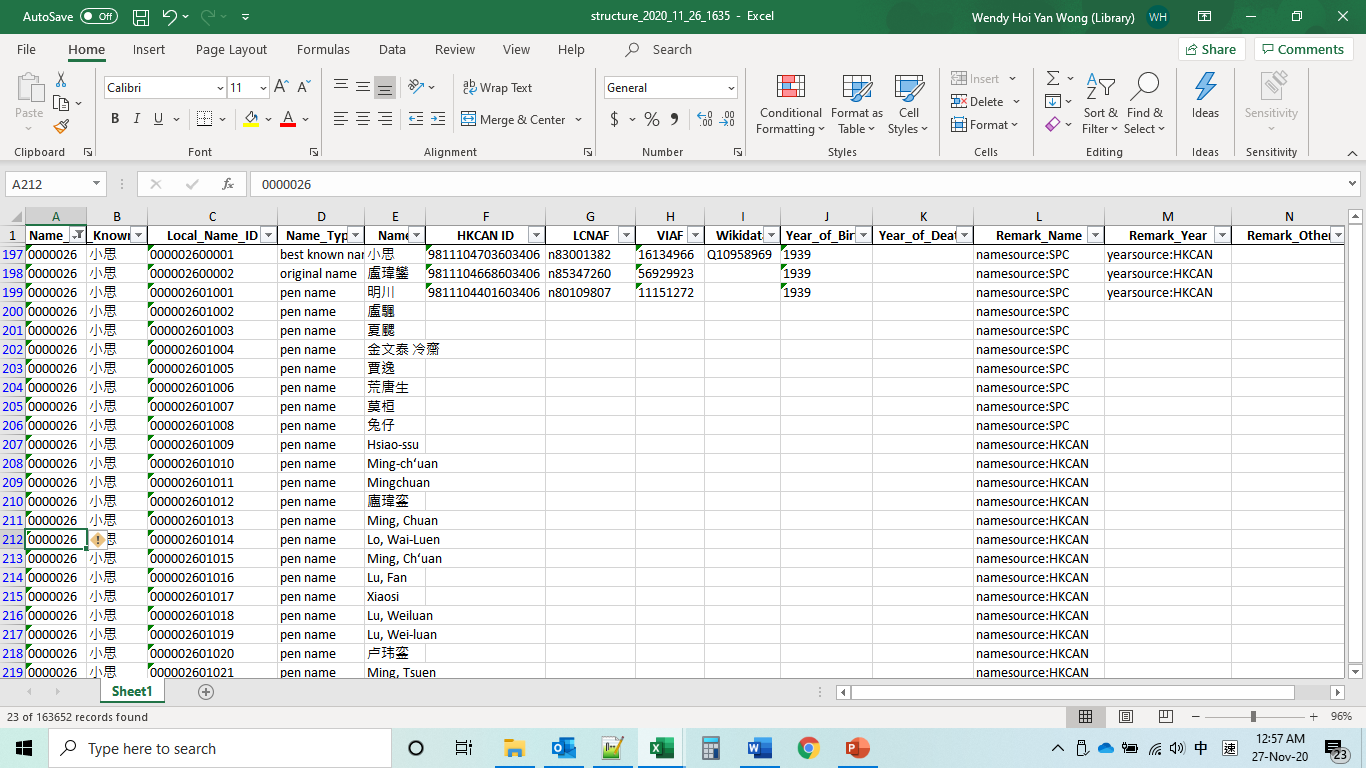 AutoSave Off structure_2020_11_26_1635 - Excel Wendy Hoi Yan Wong (Library) WH
File Home Insert Page Layout Formulas Data Review View Help Search Share Comments
Calibri 11 Wrap Text General Insert
Paste B I U Merge & Center $ % Conditional Formatting Format as Table Cell Styles Delete Sort & Filter Find & Select Ideas Sensitivity
Format
Clipboard Font Alignment Number Styles Cells Editing Ideas Sensitivity
A212 fx 0000026
A B C D E F G H I J K L M N
1 Name_ _Known Local_Name_ID Name_Typ Name HKCAN ID LCNAF VIAF Wikidat Year_of_Bir Year_of_Deat Remark_Name Remark_Year Remark_Othe
197 0000026 小思 000002600001 best known nar 小思 9811104703603406 n83001382 16134966 Q10958969 1939 namesource:SPC yearsource:HKCAN
198 0000026 小思 000002600002 original name 盧瑋鑾 9811104668603406 n85347260 56929923 1939 namesource:SPC yearsource:HKCAN
199 0000026 小思 000002601001 pen name 明川 9811104401603406 n80109807 11151272 1939 namesource:SPC yearsource:HKCAN
200 0000026 小思 000002601002 pen name 盧颿 namesource:SPC
201 0000026 小思 000002601003 pen name namesource:SPC
202 0000026 小思 000002601004 pen name 金文泰 冷齋 namesource:SPC
203 0000026 小思 000002601005 pen name 賈逸 namesource:SPC
204 0000026 小思 000002601006 pen name 荒唐生 namesource:SPC
205 0000026 小思 000002601007 pen name 莫桓 namesource:SPC
206 0000026 小思 000002601008 pen name 兔仔 namesource:SPC
207 0000026 小思 000002601009 pen name Hsiao-ssu namesource:HKCAN
208 0000026 小思 000002601010 pen name Ming-chʻuan namesource:HKCAN
209 0000026 小思 000002601011 pen name Mingchuan namesource:HKCAN
210 0000026 小思 000002601012 pen name 盧瑋銮 namesource:HKCAN
211 0000026 小思 000002601013 pen name Ming, Chuan namesource:HKCAN
212 0000026 思 000002601014 pen name Lo, Wai-Luen namesource:HKCAN
213 0000026 小思 000002601015 pen name Ming, Chʻuan namesource:HKCAN
214 0000026 小思 000002601016 pen name Lu, Fan namesource:HKCAN
215 0000026 小思 000002601017 pen name Xiaosi namesource:HKCAN
216 0000026 小思 000002601018 pen name Lu, Weiluan namesource:HKCAN
217 0000026 小思 000002601019 pen name Lu, Wei-luan namesource:HKCAN
218 0000026 小思 000002601020 pen name 卢玮銮 namesource:HKCAN
219 0000026 小思 000002601021 pen name Ming, Tsuen namesource:HKCAN
Sheet1
23 of 163652 records found 96%
Type here to search 中 速 12:57 AM
27-Nov-20 23